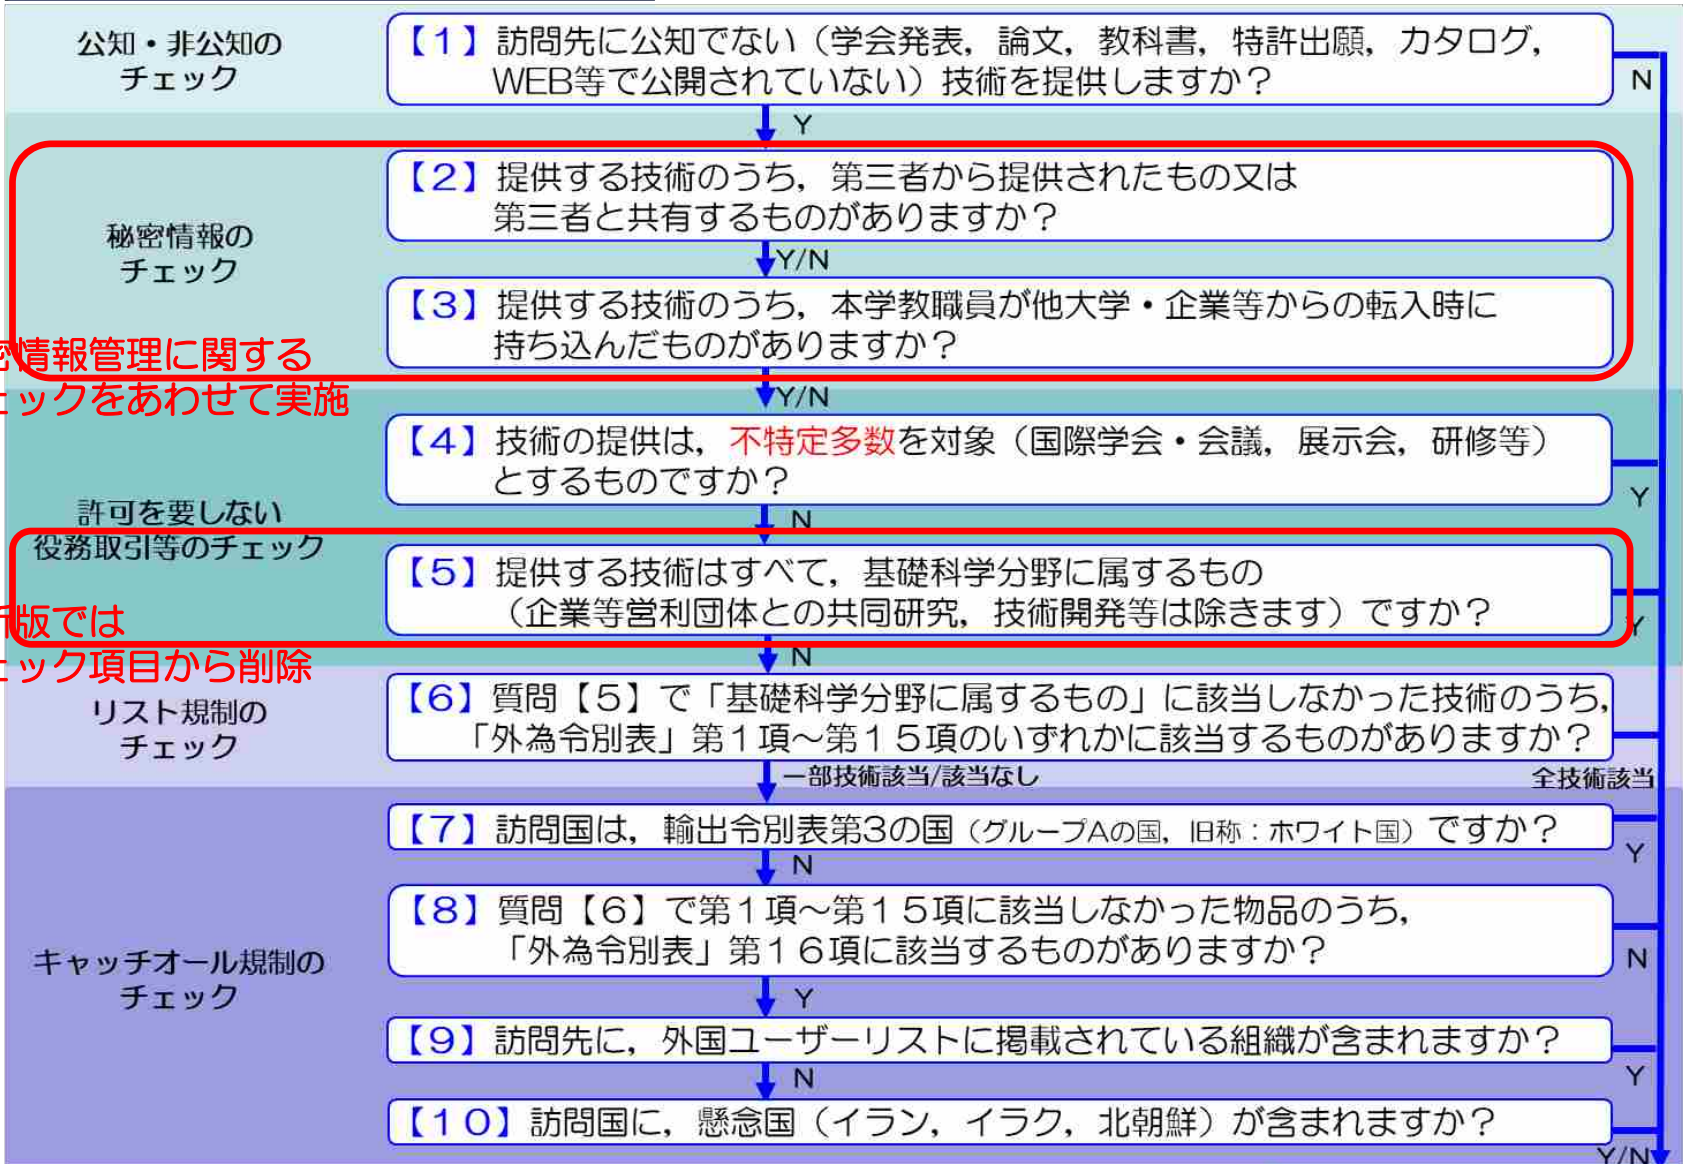 公知・非公知の
チェック
【1】訪問先に公知でない（学会発表，論文，教科書，特許出願，カタログ，
WEB等で公開されていない）技術を提供しますか？
N
Y
秘密情報の
チェック
【2】提供する技術のうち，第三者から提供されたもの又は
第三者と共有するものがありますか？
Y/N
【3】提供する技術のうち，本学教職員が他大学・企業等からの転入時に
持ち込んだものがありますか？
密情報管理に関する
ェックをあわせて実施
Y/N
許可を要しない
役務取引等のチェック
【4】技術の提供は，不特定多数を対象（国際学会・会議，展示会，研修等）
とするものですか？
Y
N
【5】提供する技術はすべて，基礎科学分野に属するもの
（企業等営利団体との共同研究，技術開発等は除きます）ですか？
Y
新版では
ェック項目から削除
N
リスト規制の
チェック
【6】質問【5】で「基礎科学分野に属するもの」に該当しなかった技術のうち，
「外為令別表」第1項～第15項のいずれかに該当するものがありますか？
一部技術該当/該当なし
全技術該当
キャッチオール規制の
チェック
【7】訪問国は，輸出令別表第3の国（グループAの国，旧称：ホワイト国）ですか？
Y
N
【8】質問【6】で第1項～第15項に該当しなかった物品のうち，
「外為令別表」第16項に該当するものがありますか？
N
Y
【9】訪問先に，外国ユーザーリストに掲載されている組織が含まれますか？
Y
N
【10】訪問国に，懸念国（イラン，イラク，北朝鮮）が含まれますか？
Y/N